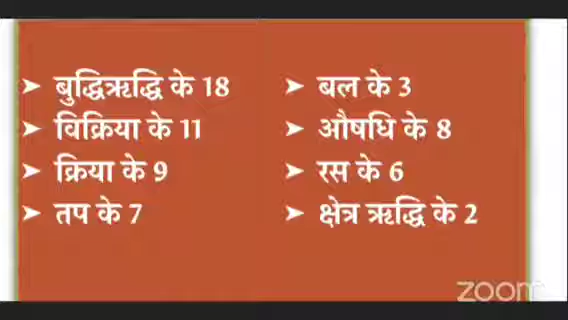 ➤ बुद्धिऋद्धि के 18
➤ विक्रिया के 11
➤ क्रिया के 9
➤ तप के 7
➤ बल के 3
➤ औषधि के 8
➤ रस के 6
➤ क्षेत्र ऋद्धि के 2
zoom